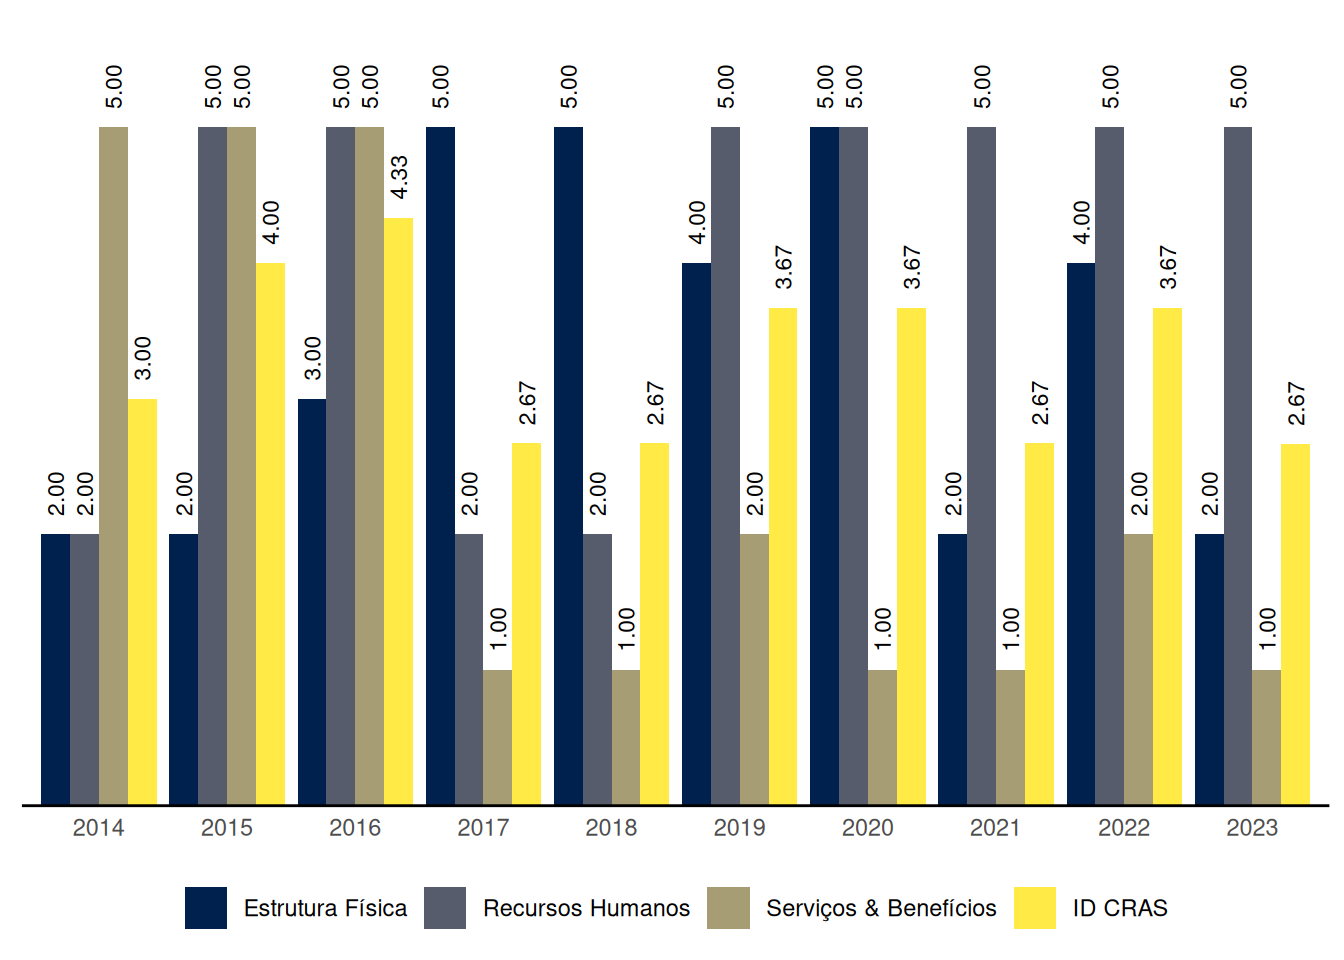 5.00 5.00 5.00 5.00 5.00 5.00 5.00 5.00 5.00 5.00 5.00 5.00 5.00
4.33
4.00 4.00 4.00
3.67 3.67 3.67
3.00 3.00
2.67 2.67 2.67 2.67
2.00 2.00 2.00 2.00 2.00 2.00 2.00 2.00 2.00
1.00 1.00 1.00 1.00 1.00
2014 2015 2016 2017 2018 2019 2020 2021 2022 2023
Estrutura Física Recursos Humanos Serviços & Benefícios ID CRAS